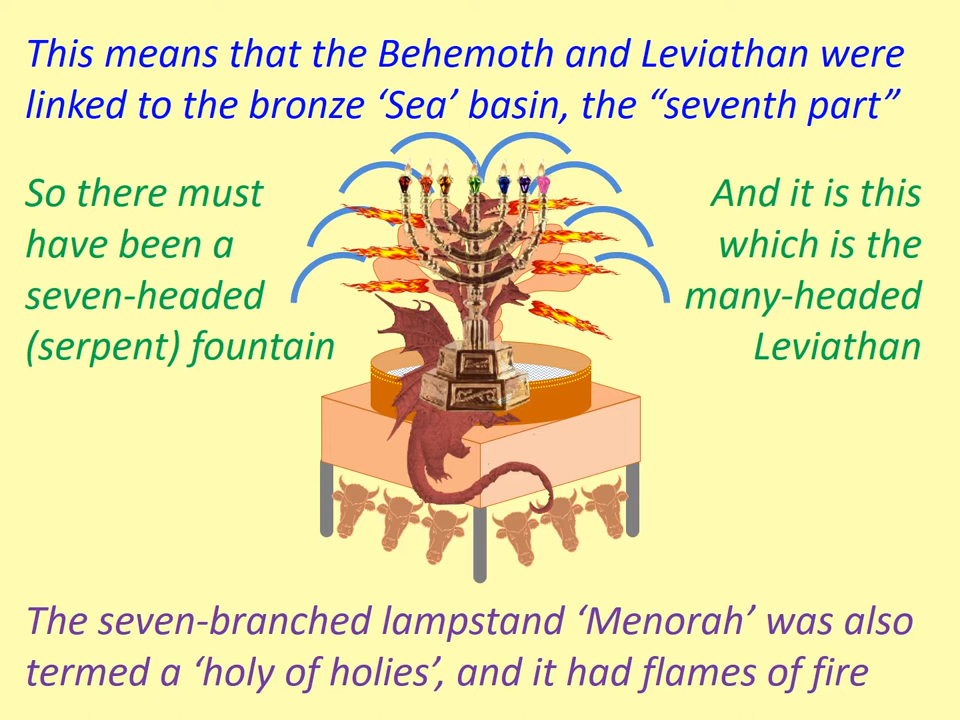 This means that the Behemoth and Leviathan were
linked to the bronze ‘Sea’ basin, the “seventh part”
So there must
have been a
seven-headed
(serpent) fountain
And it is this
which is the
many-headed
Leviathan
The seven-branched lampstand ‘Menorah’ was also
termed a ‘holy of holies’, and it had flames of fire